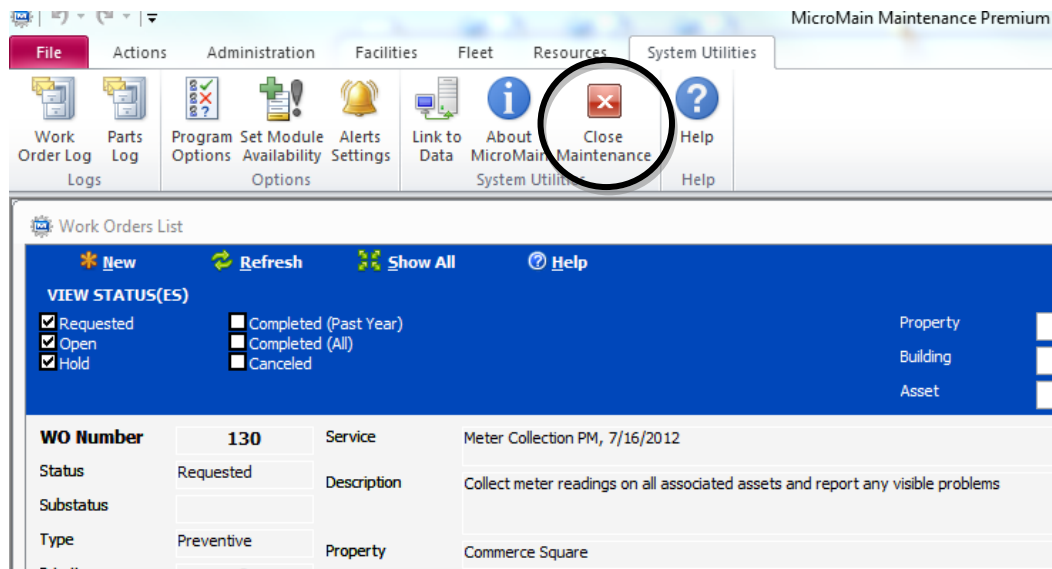 MicroMain Maintenance Premium
File Actions Administration Facilities Fleet Resources System Utilities
Work Order Log
Parts Log
Program Options
Set Module Availability
Alerts Settings
Link to Data
About MicroMain
Close Maintenance
Help
Logs Options System Utilities Help
Work Orders List
New Refresh Show All Help
VIEW STATUS(ES)
Requested Completed (Past Year) Property
Open Completed (All) Building
Hold Canceled
Asset
WO Number 130 Service Meter Collection PM, 7/16/2012
Status Requested
Description Collect meter readings on all associated assets and report any visible problems
Substatus
Type Preventive
Property Commerce Square